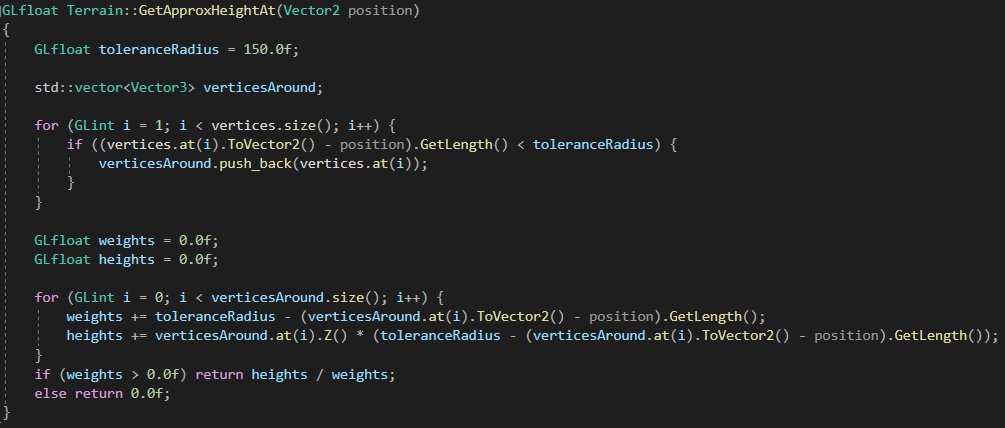 GLfloat Terrain::GetApproxHeightAt(Vector2 position)
{
    GLfloat toleranceRadius = 150.0f;

    std::vector<Vector3> verticesAround;

    for (GLint i = 1; i < vertices.size(); i++) {
        if ((vertices.at(i).ToVector2() - position).GetLength() < toleranceRadius) {
            verticesAround.push_back(vertices.at(i));
        }
    }

    GLfloat weights = 0.0f;
    GLfloat heights = 0.0f;

    for (GLint i = 0; i < verticesAround.size(); i++) {
        weights += toleranceRadius - (verticesAround.at(i).ToVector2() - position).GetLength();
        heights += verticesAround.at(i).Z() * (toleranceRadius - (verticesAround.at(i).ToVector2() - position).GetLength());
    }
    if (weights > 0.0f) return heights / weights;
    else return 0.0f;
}